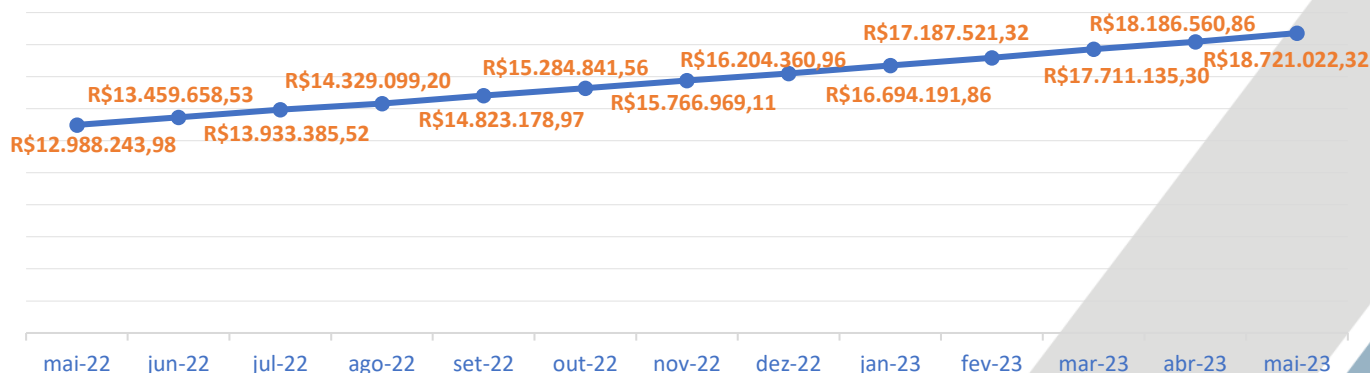 R$12.988.243,98
R$13.459.658,53
R$13.933.385,52
R$14.329.099,20
R$14.823.178,97
R$15.284.841,56
R$15.766.969,11
R$16.204.360,96
R$16.694.191,86
R$17.187.521,32
R$17.711.135,30
R$18.186.560,86
R$18.721.022,32
mai-22 jun-22 jul-22 ago-22 set-22 out-22 nov-22 dez-22 jan-23 fev-23 mar-23 abr-23 mai-23